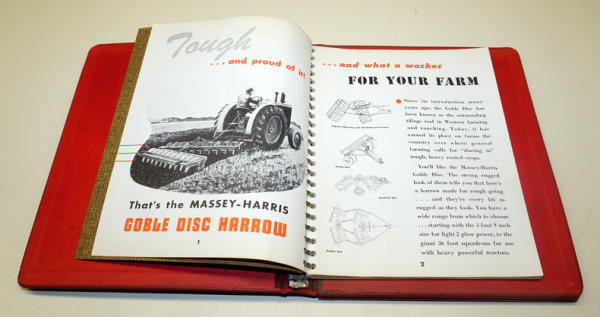 Tough
...and proud of it!
That's the MASSEY-HARRIS
GOBLE DISC HARROW
1
...and what a worker
FOR YOUR FARM
Since its introduction many
years ago, the Goble Disc has
been known as the outstanding
tillage tool in Western farming
and ranching. Today, it has
earned its place on farms the
country over where general
farming calls for "discing in"
tough, heavy rooted crops.
You'll like the Massey-Harris
Goble Disc. The strong rugged
look of them tells you that here's
a harrow made for rough going
. . . and they're every bit as
rugged as they look. You have a
wide range from which to choose
. . . starting with the 5 foot 9 inch
size for light 2 plow power, to the
giant 36 foot squadrons for use
with heavy powerful tractors.
2